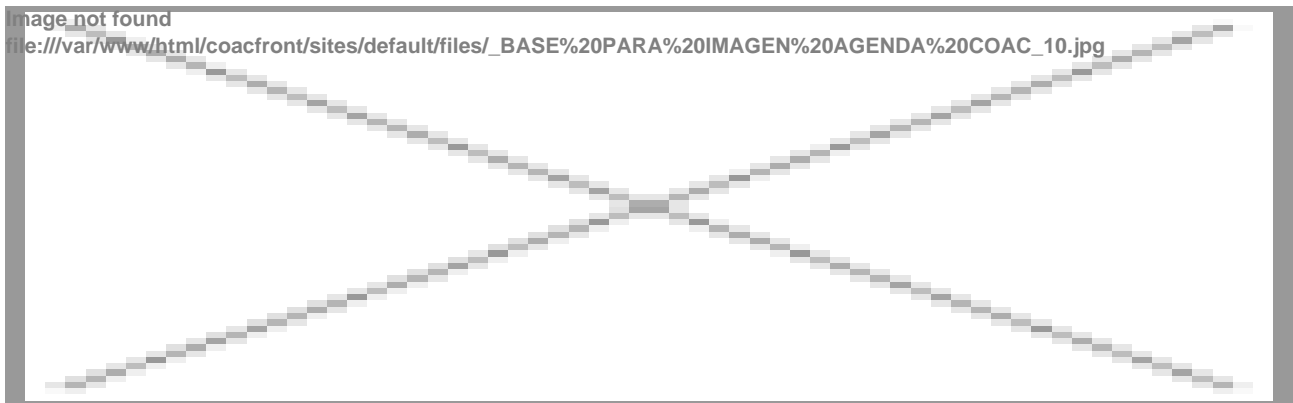 Image not found
file:///var/www/html/coacfront/sites/default/files/_BASE%20PARA%20IMAGEN%20AGENDA%20COAC_10.jpg